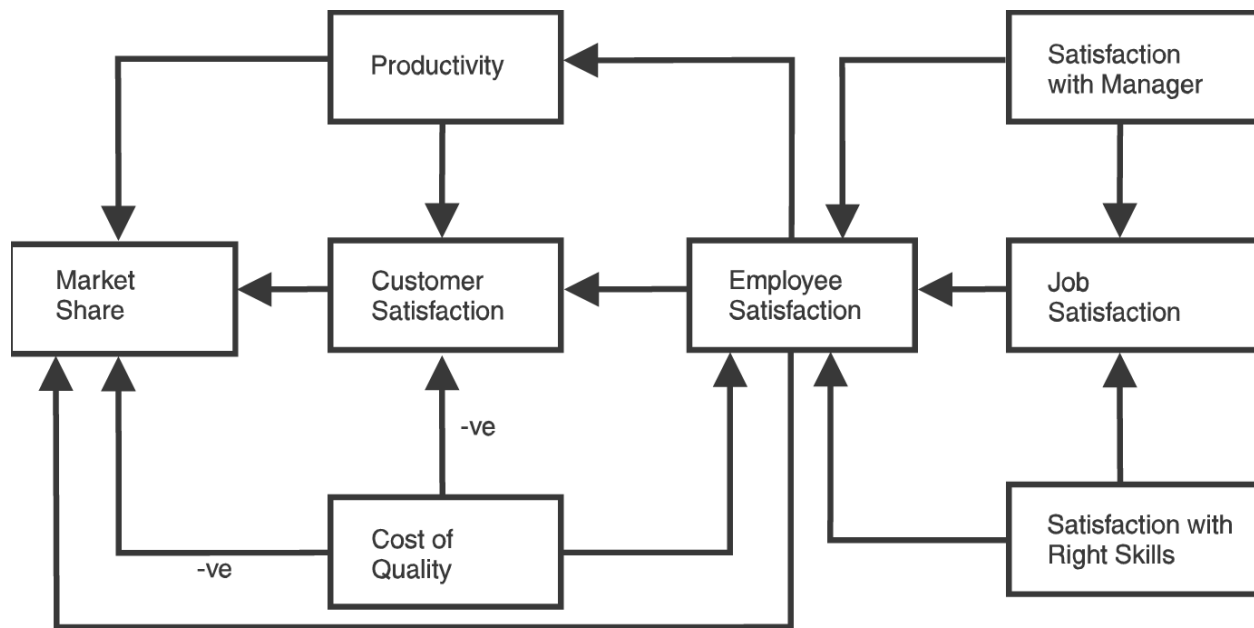 Productivity
Satisfaction
with Manager
Market
Share
Customer
Satisfaction
Employee
Satisfaction
Job
Satisfaction
-ve
-ve
Cost of
Quality
Satisfaction with
Right Skills